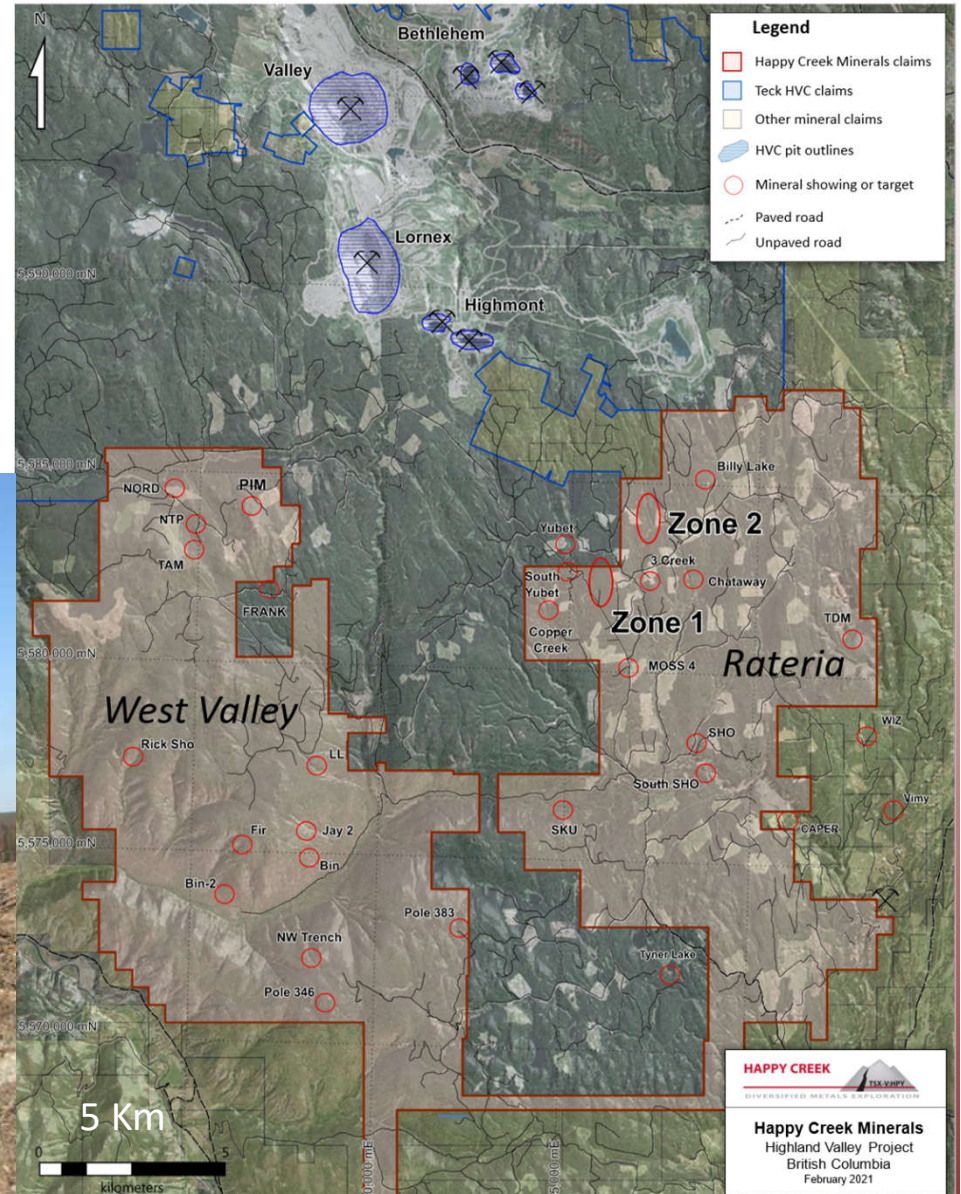 N
Bethlehem
Valley
Lornex
Highmont
Legend
Happy Creek Minerals claims
Teck HVC claims
Other mineral claims
HVC pit outlines
Mineral showing or target
Paved road
Unpaved road
5,590,000 mN
5,585,000 mN
NORD
PIM
NTP
TAM
FRANK
Billy Lake
Zone 2
Yubet
South
Yubet
3 Creek
Chataway
Zone 1
Copper
Creek
TDM
5,580,000 mN
MOSS 4
Rateria
West Valley
Rick Sho
LL
SHO
WIZ
South SHO
SKU
CAPER
Vimy
Fir
Jay 2
5,575,000 mN
Bin
Bin-2
Pole 383
NW Trench
Tyner Lake
Pole 346
5,570,000 mN
5 Km
0
5
kilometers
HAPPY CREEK
TSX-V:HPY
DIVERSIFIED METALS EXPLORATION
Happy Creek Minerals
Highland Valley Project
British Columbia
February 2021